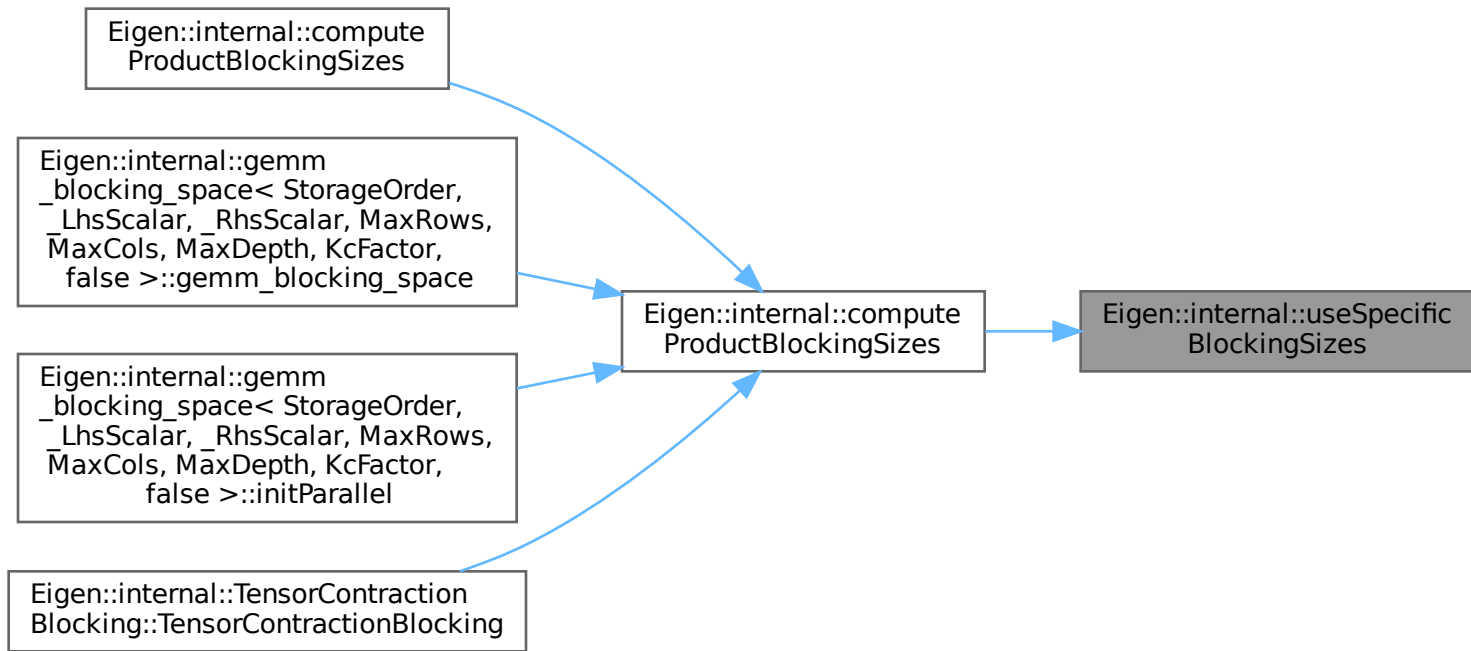 Eigen::internal::compute
ProductBlockingSizes
Eigen::internal::gemm
_blocking_space< StorageOrder,
_LhsScalar, _RhsScalar, MaxRows,
MaxCols, MaxDepth, KcFactor,
false >::gemm_blocking_space
Eigen::internal::gemm
_blocking_space< StorageOrder,
_LhsScalar, _RhsScalar, MaxRows,
MaxCols, MaxDepth, KcFactor,
false >::initParallel
Eigen::internal::TensorContraction
Blocking::TensorContractionBlocking
Eigen::internal::compute
ProductBlockingSizes
Eigen::internal::useSpecific
BlockingSizes